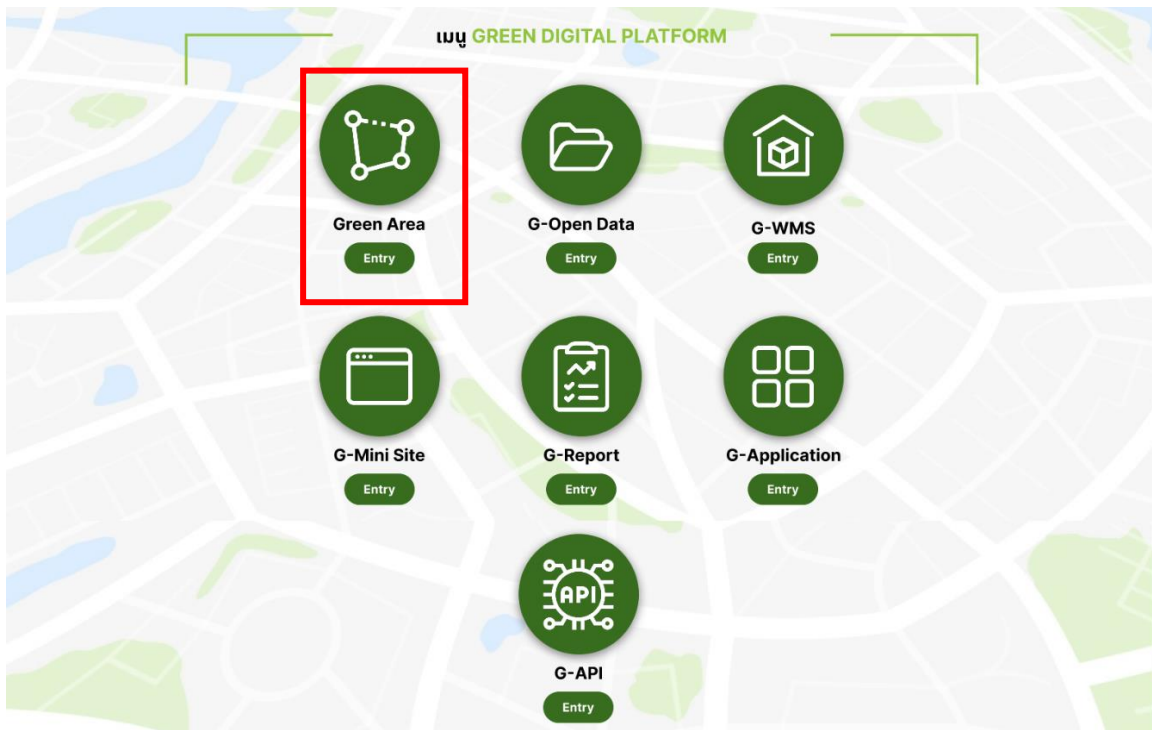 เมนู GREEN DIGITAL PLATFORM
Green Area
Entry
G-Open Data
Entry
G-WMS
Entry
G-Mini Site
Entry
G-Report
Entry
G-Application
Entry
API
G-API
Entry